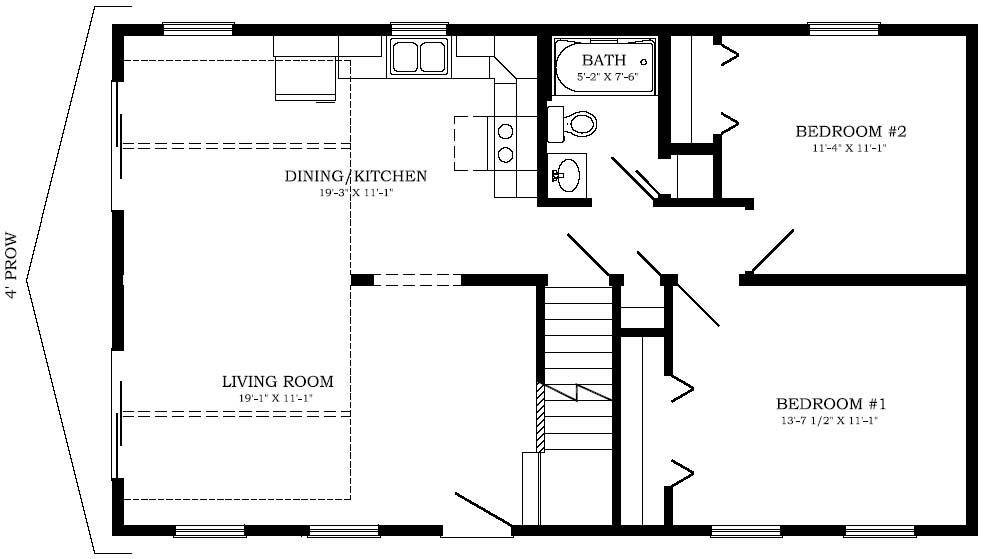 BATH
5'-2" X 7'-6"
BEDROOM #2
11'-4" X 11'-1"
DINING/KITCHEN
19'-3" X 11'-1"
4' PROW
LIVING ROOM
19'-1" X 11'-1"
BEDROOM #1
13'-7 1/2" X 11'-1"